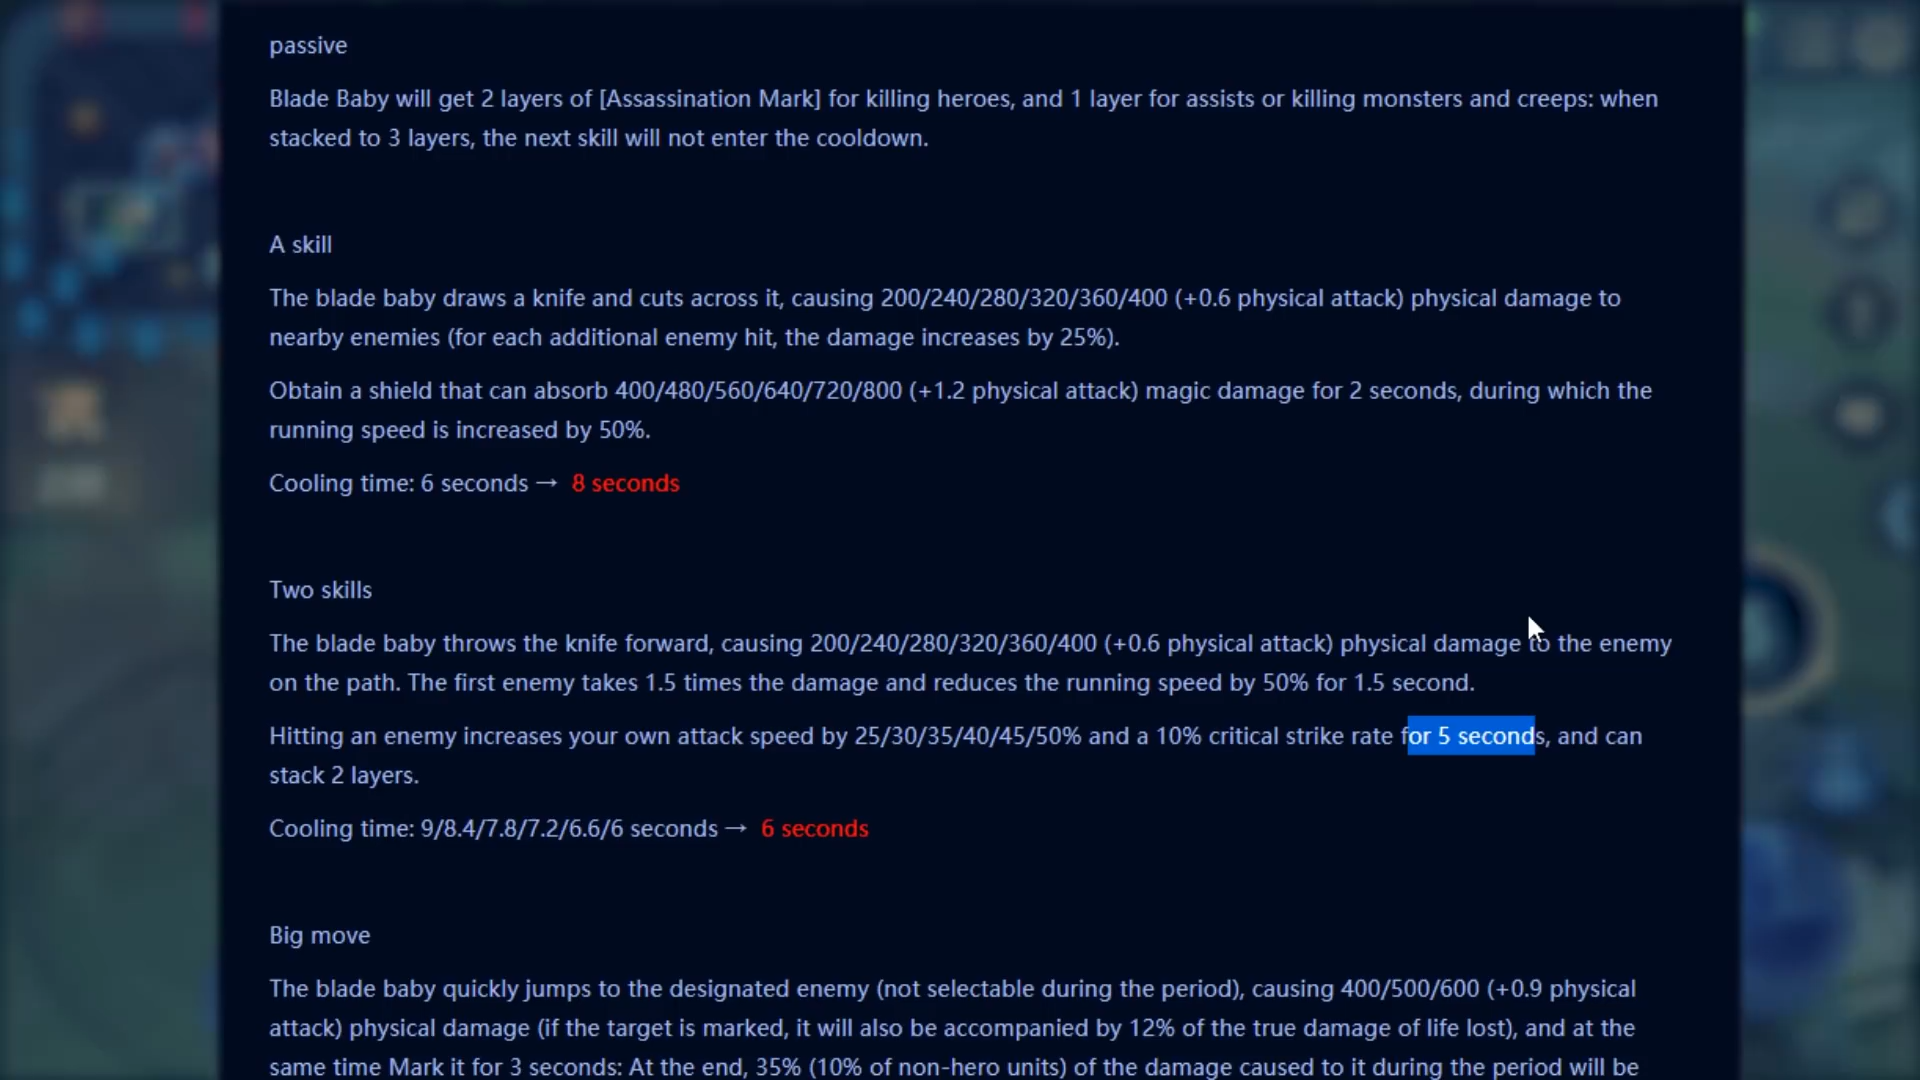 passive
Blade Baby will get 2 layers of [Assassination Mark] for killing heroes, and 1 layer for assists or killing monsters and creeps: when
stacked to 3 layers, the next skill will not enter the cooldown.
A skill
The blade baby draws a knife and cuts across it, causing 200/240/280/320/360/400 (+0.6 physical attack) physical damage to
nearby enemies (for each additional enemy hit, the damage increases by 25%).
Obtain a shield that can absorb 400/480/560/640/720/800 (+1.2 physical attack) magic damage for 2 seconds, during which the
running speed is increased by 50%.
Cooling time: 6 seconds → 8 seconds
Two skills
The blade baby throws the knife forward, causing 200/240/280/320/360/400 (+0.6 physical attack) physical damage to the enemy
on the path. The first enemy takes 1.5 times the damage and reduces the running speed by 50% for 1.5 second.
Hitting an enemy increases your own attack speed by 25/30/35/40/45/50% and a 10% critical strike rate for 5 seconds, and can
stack 2 layers.
Cooling time: 9/8.4/7.8/7.2/6.6/6 seconds → 6 seconds
Big move
The blade baby quickly jumps to the designated enemy (not selectable during the period), causing 400/500/600 (+0.9 physical
attack) physical damage (if the target is marked, it will also be accompanied by 12% of the true damage of life lost), and at the
same time Mark it for 3 seconds: At the end, 35% (10% of non-hero units) of the damage caused to it during the period will be